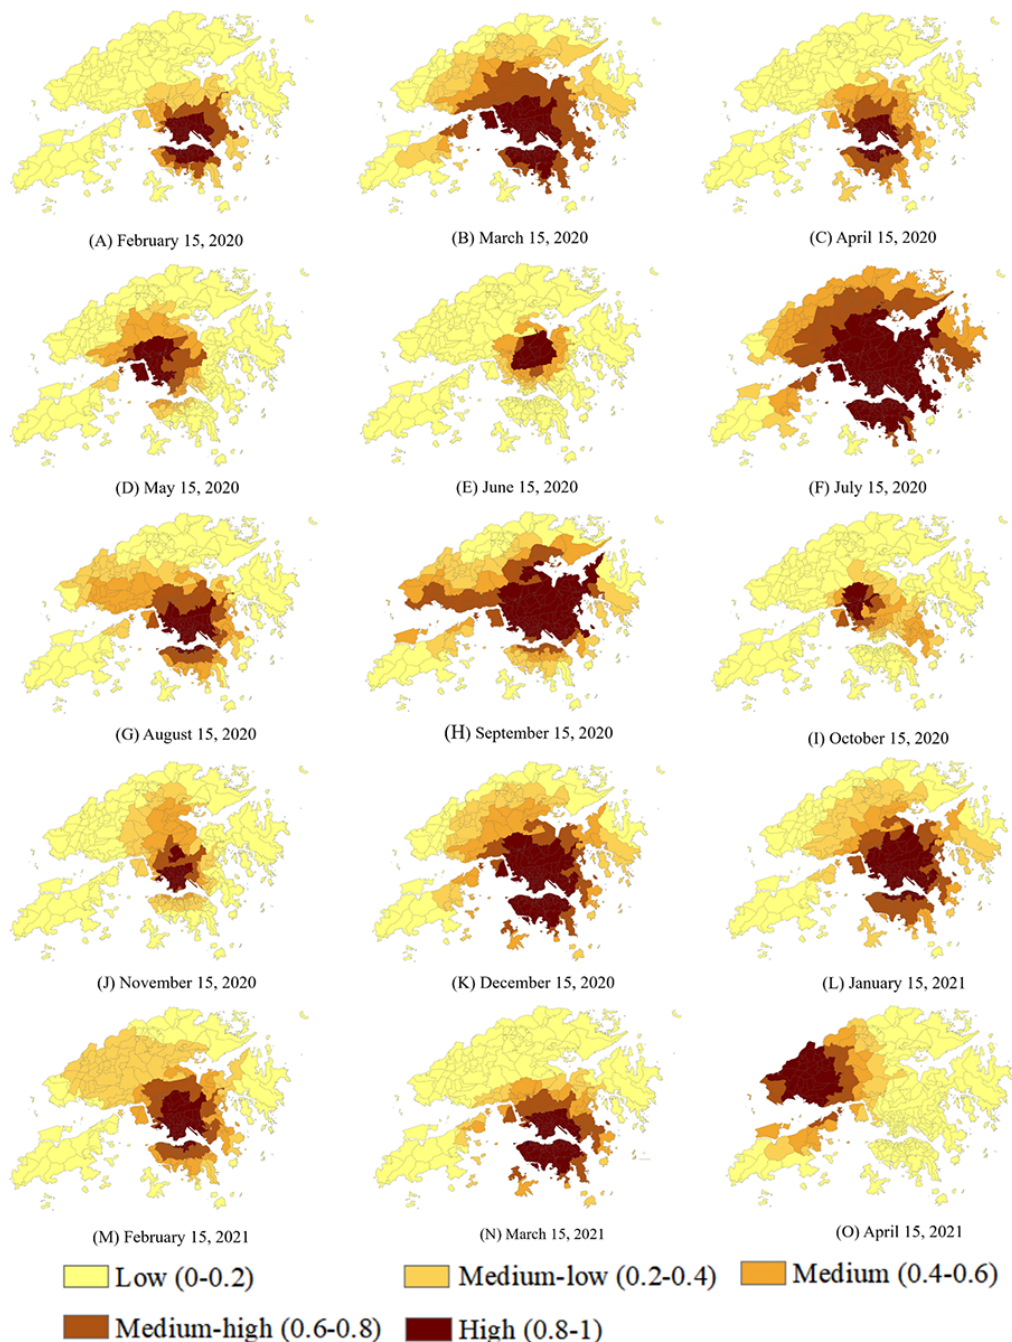 (A) February 15, 2020
(B) March 15, 2020
(C) April 15, 2020
(D) May 15, 2020
(E) June 15, 2020
(F) July 15, 2020
(G) August 15, 2020
(H) September 15, 2020
(I) October 15, 2020
(J) November 15, 2020
(K) December 15, 2020
(L) January 15, 2021
(M) February 15, 2021
(N) March 15, 2021
(O) April 15, 2021
Low (0-0.2)
Medium-low (0.2-0.4)
Medium (0.4-0.6)
Medium-high (0.6-0.8)
High (0.8-1)